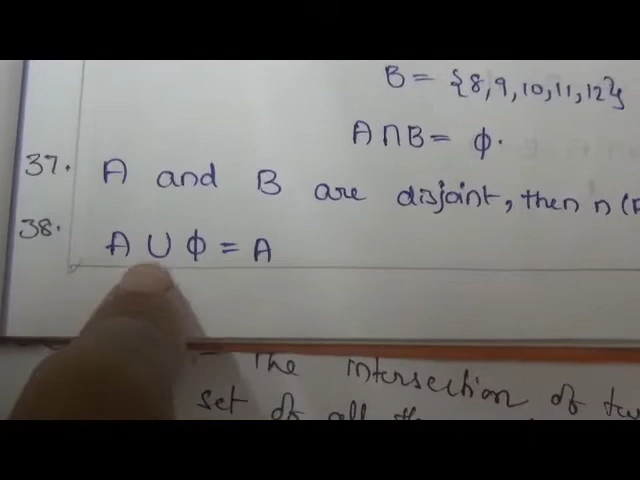 B = {8, 9, 10, 11, 12}
A ∩ B = φ.
37. A and B are disjoint, then n (
38. A ∪ φ = A
- The intersection of
set of all